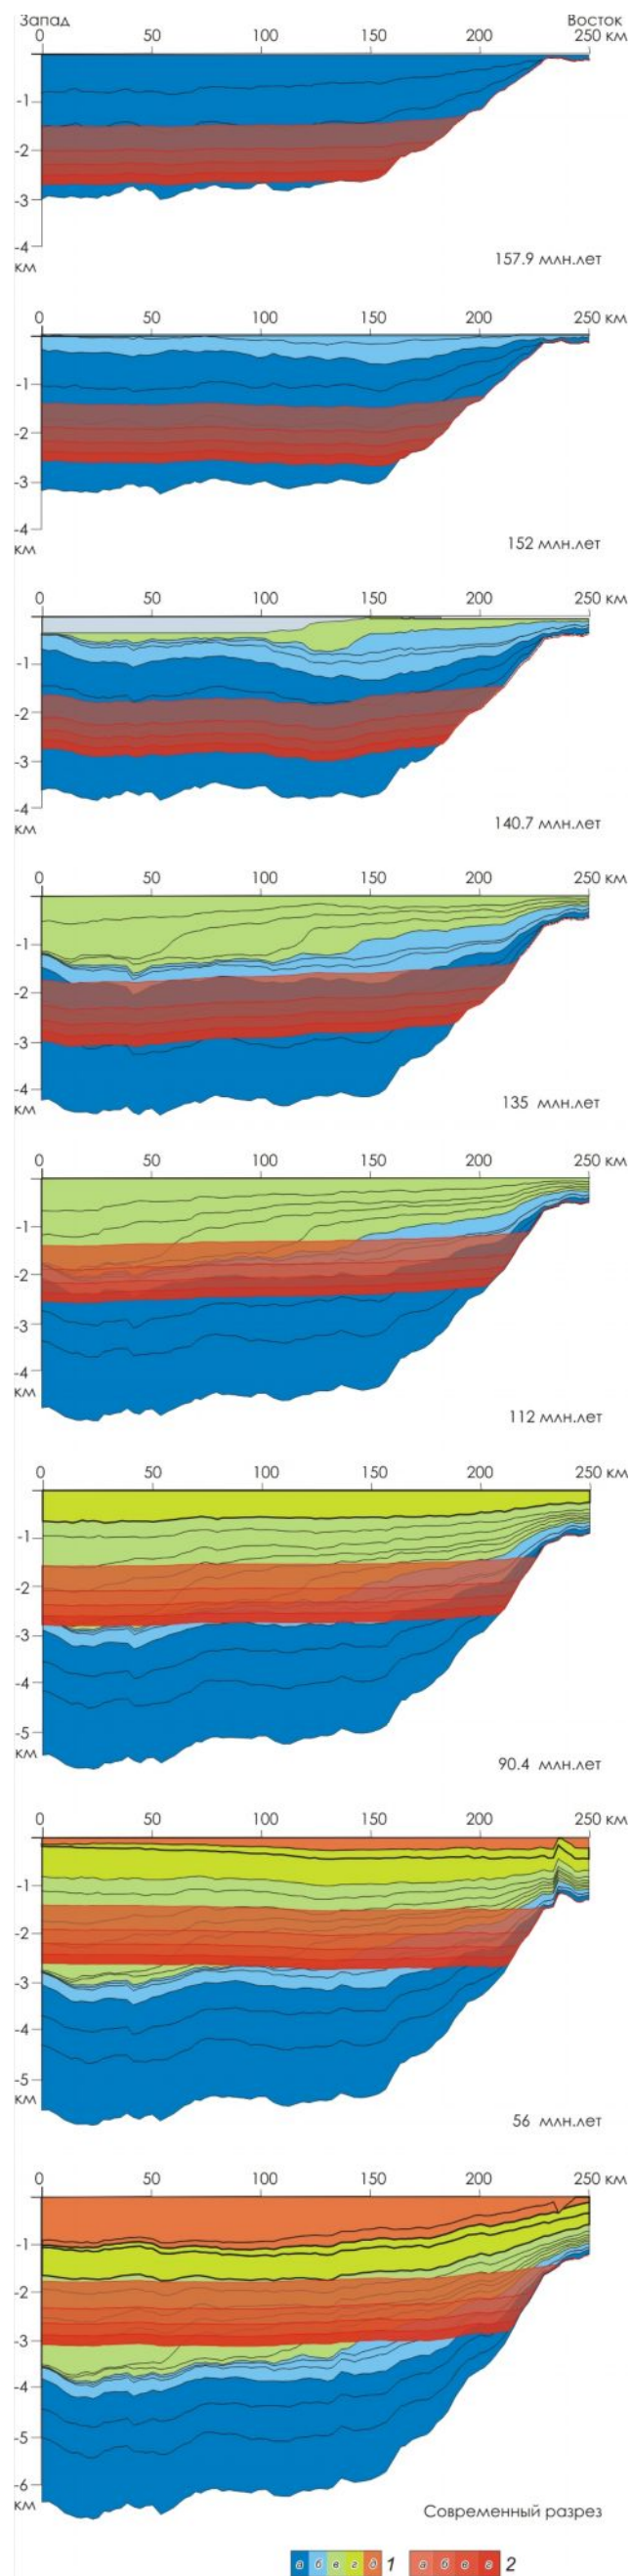 Запад Восток
0 50 100 150 200 250 км
-1
-2
-3
-4
км
157.9 млн.лет
0 50 100 150 200 250 км
-1
-2
-3
-4
км
152 млн.лет
0 50 100 150 200 250 км
-1
-2
-3
-4
км
140.7 млн.лет
0 50 100 150 200 250 км
-1
-2
-3
-4
км
135 млн.лет
0 50 100 150 200 250 км
-1
-2
-3
-4
км
112 млн.лет
0 50 100 150 200 250 км
-1
-2
-3
-4
-5
км
90.4 млн.лет
0 50 100 150 200 250 км
-1
-2
-3
-4
-5
км
56 млн.лет
0 50 100 150 200 250 км
-1
-2
-3
-4
-5
-6
км
Современный разрез
а б в г д 1 а б в г 2